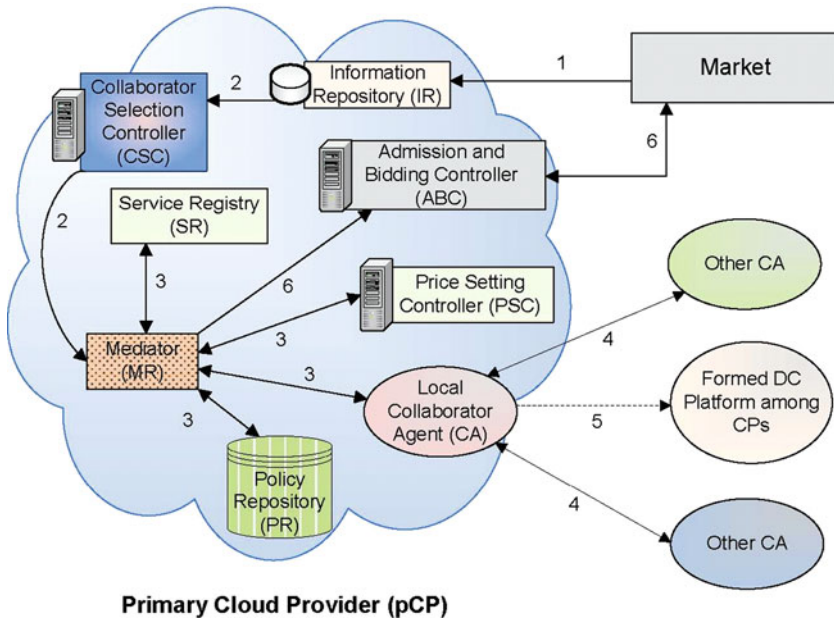 Market
1
Information
Repository (IR)
2
Collaborator
Selection
Controller
(CSC)
6
Admission and
Bidding Controller
(ABC)
2
Service Registry
(SR)
3
6
Price Setting
Controller (PSC)
Other CA
3
4
Mediator
(MR)
3
Local
Collaborator
Agent (CA)
5
Formed DC
Platform among
CPs
3
Policy
Repository
(PR)
4
Other CA
Primary Cloud Provider (pCP)